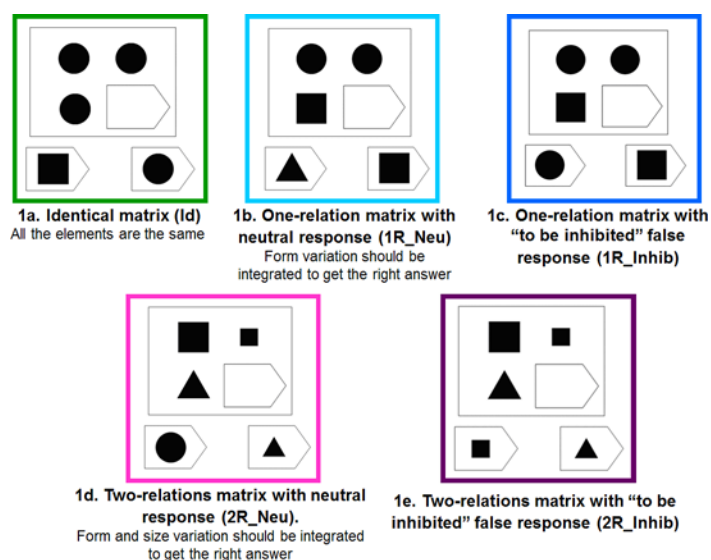 1a. Identical matrix (Id)
All the elements are the same
1b. One-relation matrix with
neutral response (1R_Neu)
Form variation should be
integrated to get the right answer
1c. One-relation matrix with
“to be inhibited” false
response (1R_Inhib)
1d. Two-relations matrix with neutral
response (2R_Neu).
Form and size variation should be integrated
to get the right answer
1e. Two-relations matrix with “to be
inhibited” false response (2R_Inhib)